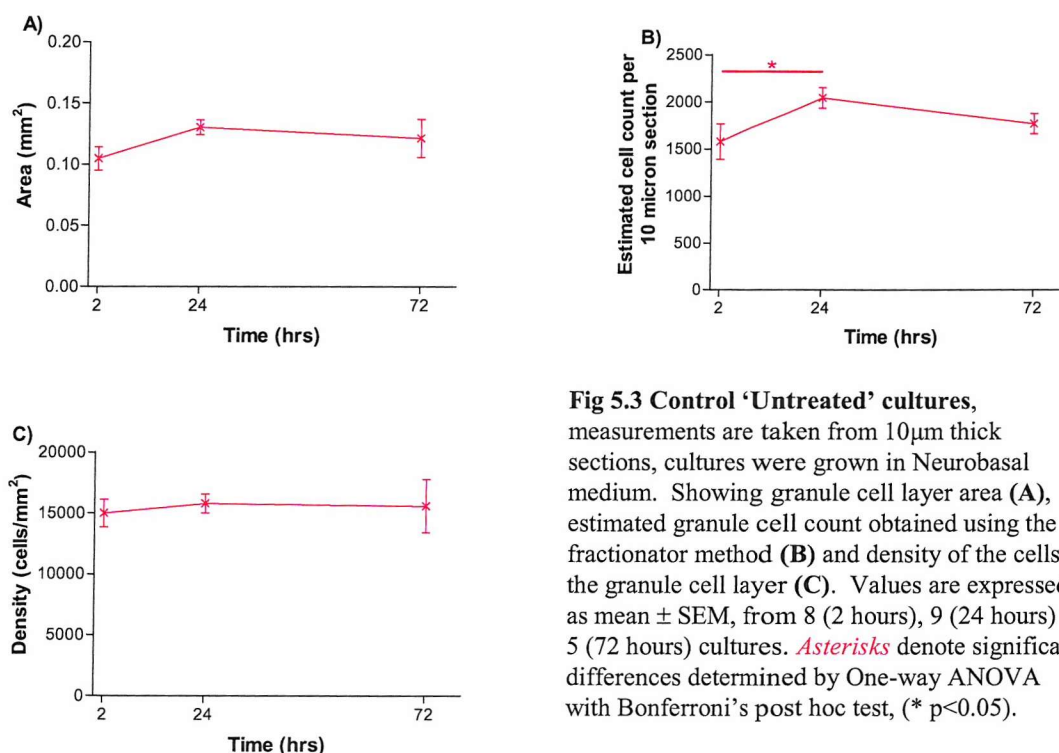 A)
0.20
0.15
0.10
0.05
0.00
Area (mm²)
2 24 72
Time (hrs)
B)
*
2500
2000
1500
1000
500
0
Estimated cell count per
10 micron section
2 24 72
Time (hrs)
C)
20000
15000
10000
5000
0
Density (cells/mm²)
2 24 72
Time (hrs)
Fig 5.3 Control ‘Untreated’ cultures,
measurements are taken from 10µm thick
sections, cultures were grown in Neurobasal
medium. Showing granule cell layer area (A),
estimated granule cell count obtained using the
fractionator method (B) and density of the cells
the granule cell layer (C). Values are expressed
as mean ± SEM, from 8 (2 hours), 9 (24 hours)
5 (72 hours) cultures. Asterisks denote significa
differences determined by One-way ANOVA
with Bonferroni’s post hoc test, (* p<0.05).